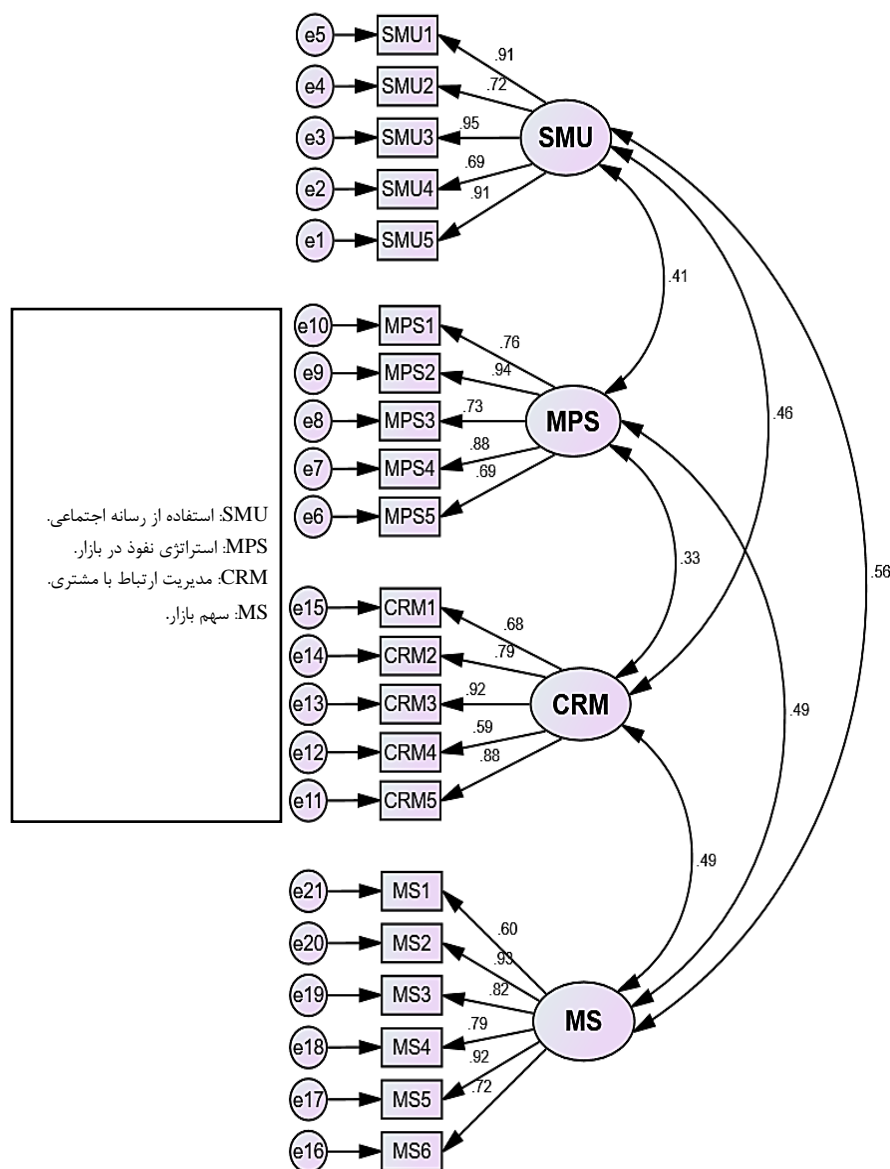 e5
SMU1
.91
e4
SMU2
.72
e3
SMU3
.95
SMU
e2
SMU4
.69
e1
SMU5
.91
.41
e10
MPS1
.76
e9
MPS2
.94
e8
MPS3
.73
MPS
.46
e7
MPS4
.88
e6
MPS5
.69
SMU: استفاده از رسانه اجتماعی.
MPS: استراتژی نفوذ در بازار.
CRM: مدیریت ارتباط با مشتری.
MS: سهم بازار.
.33
.56
e15
CRM1
.68
e14
CRM2
.79
e13
CRM3
.92
CRM
.49
e12
CRM4
.59
e11
CRM5
.88
.49
e21
MS1
.60
e20
MS2
.93
e19
MS3
.82
MS
e18
MS4
.79
e17
MS5
.92
e16
MS6
.72